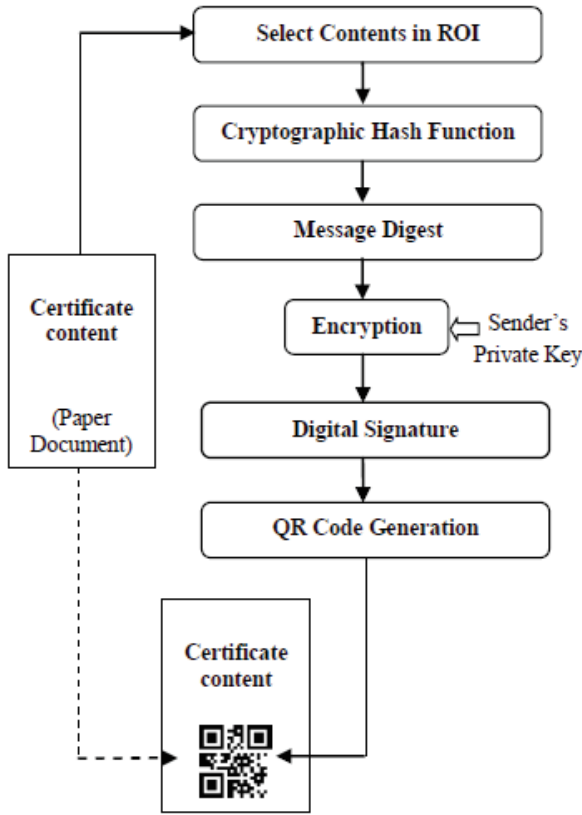 Select Contents in ROI
Cryptographic Hash Function
Message Digest
Certificate
content
(Paper
Document)
Encryption
Sender's
Private Key
Digital Signature
QR Code Generation
Certificate
content